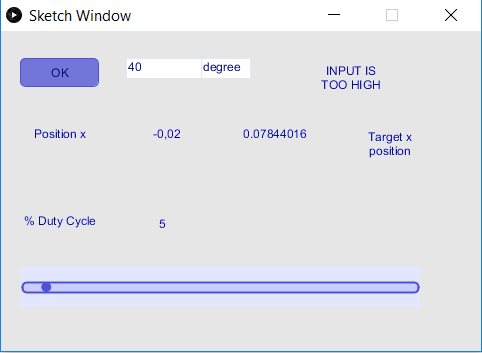 Sketch Window
OK
40 degree
INPUT IS
TOO HIGH
Position x -0,02 0.07844016
Target x
position
% Duty Cycle 5